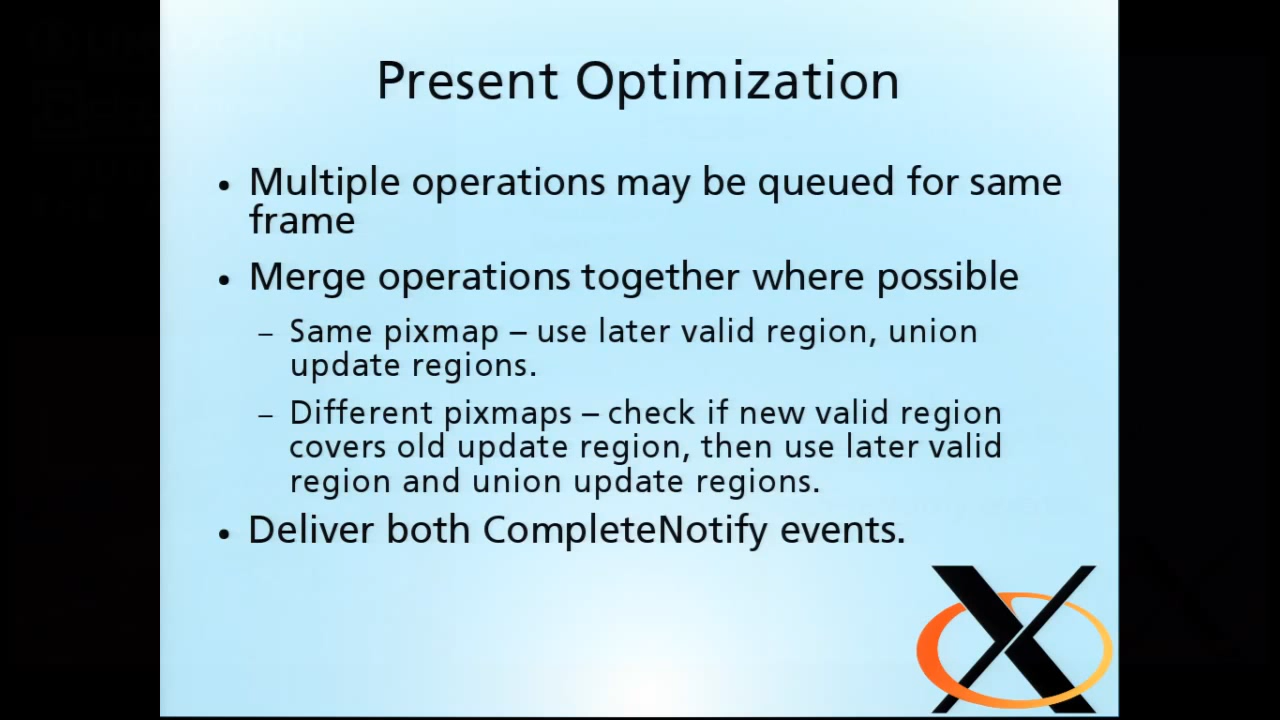 Present Optimization
• Multiple operations may be queued for same
frame
• Merge operations together where possible
– Same pixmap – use later valid region, union
update regions.
– Different pixmaps – check if new valid region
covers old update region, then use later valid
region and union update regions.
• Deliver both CompleteNotify events.